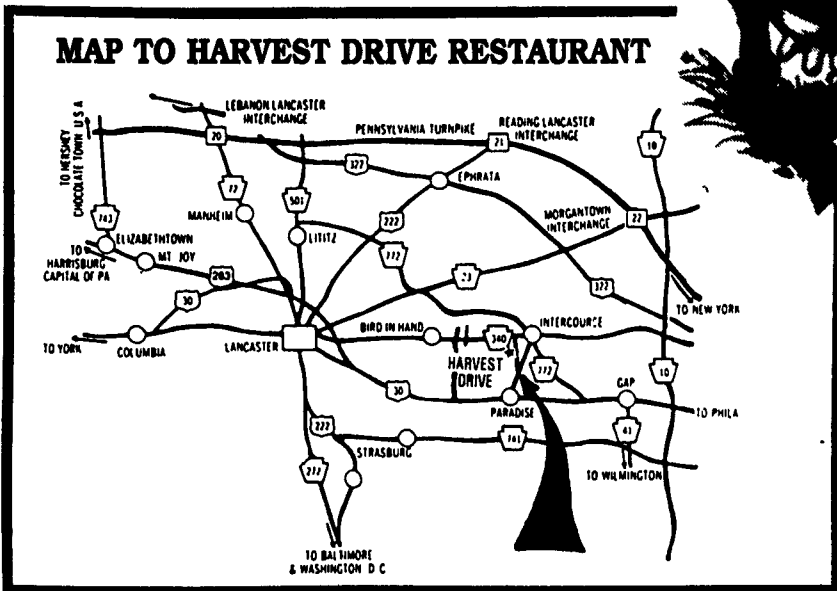 MAP TO HARVEST DRIVE RESTAURANT
LEBANON LANCASTER
INTERCHANGE
PENNSYLVANIA TURNPIKE
READING LANCASTER
INTERCHANGE
TO HERSHEY
CHOCOLATE TOWN U S A
20
21
10
322
EPHRATA
72
501
743
MANHEIM
LITITZ
222
772
MORGANTOWN
INTERCHANGE
22
ELIZABETHTOWN
MT JOY
TO
HARRISBURG
CAPITAL OF PA
283
23
322
TO NEW YORK
30
BIRD IN HAND
340
INTERCOURSE
TO YORK
COLUMBIA
LANCASTER
HARVEST
DRIVE
772
10
30
PARADISE
GAP
TO PHILA
222
STRASBURG
741
41
TO WILMINGTON
272
TO BALTIMORE
& WASHINGTON D C